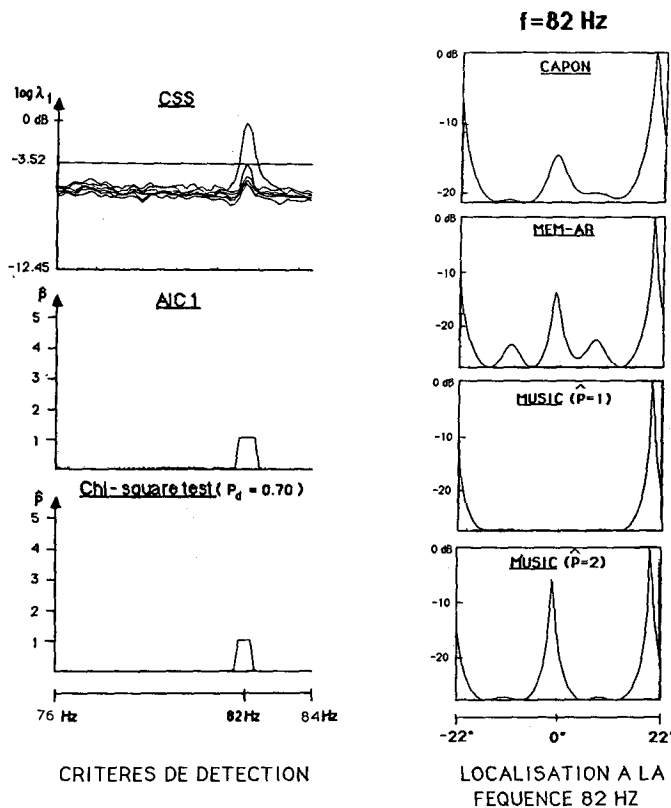 f=82 Hz
log λ1
CSS
0 dB
-3.52
-12.45
β
AIC 1
5
4
3
2
1
p̂
Chi-square test ( Pd = 0.70 )
5
4
3
2
1
76 Hz
82Hz
84Hz
CRITERES DE DETECTION
0 dB
CAPON
-10
-20
0 dB
MEM-AR
-10
-20
0 dB
MUSIC (P̂=1)
-10
-20
0 dB
MUSIC (P̂=2)
-10
-20
-22°
0°
22°
LOCALISATION A LA
FEQUENCE 82 HZ